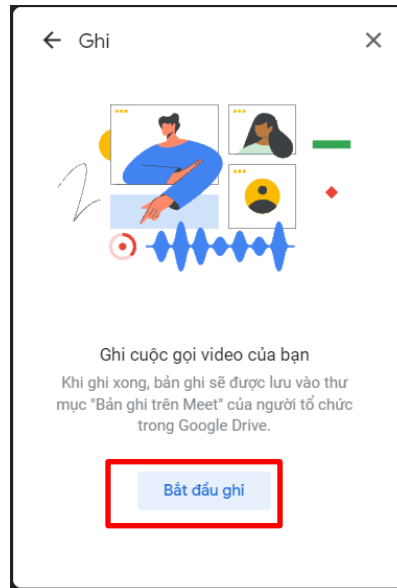 Ghi
Ghi cuộc gọi video của bạn
Khi ghi xong, bản ghi sẽ được lưu vào thư
mục "Bản ghi trên Meet" của người tổ chức
trong Google Drive.
Bắt đầu ghi